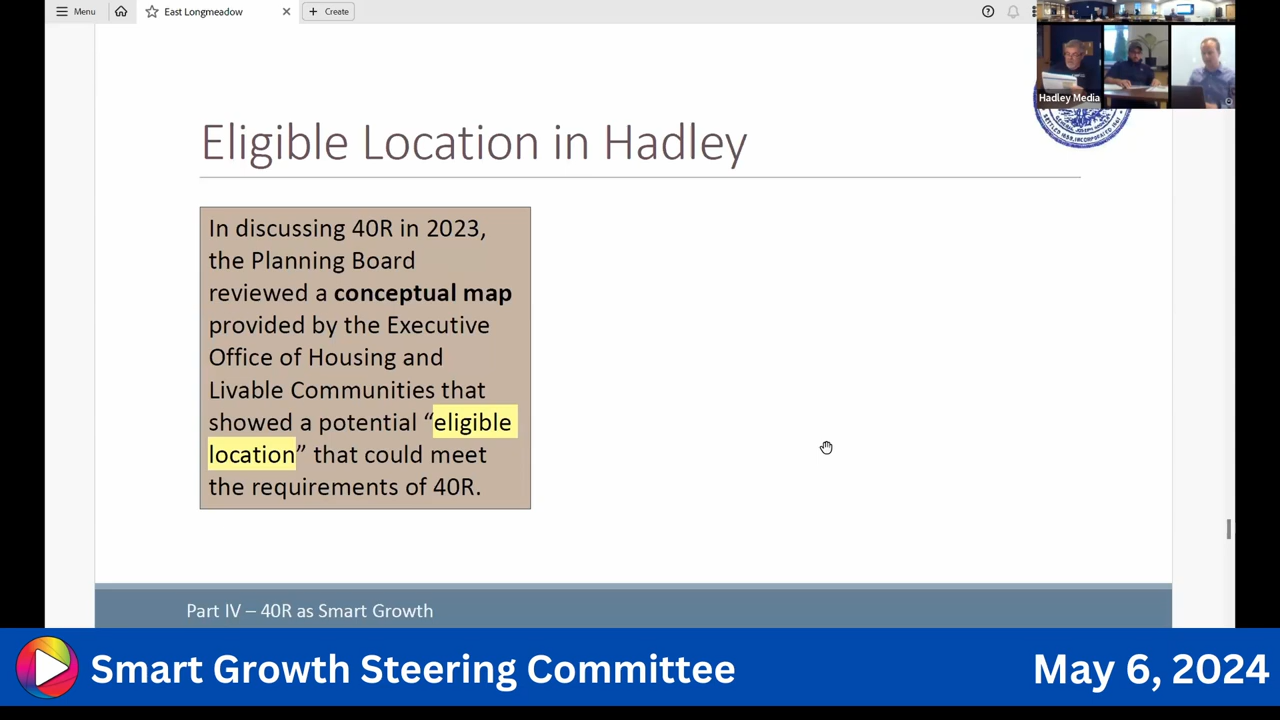 Menu
East Longmeadow
Create
Hadley Media
Eligible Location in Hadley
In discussing 40R in 2023,
the Planning Board
reviewed a conceptual map
provided by the Executive
Office of Housing and
Livable Communities that
showed a potential “eligible
location” that could meet
the requirements of 40R.
Part IV – 40R as Smart Growth
Smart Growth Steering Committee
May 6, 2024